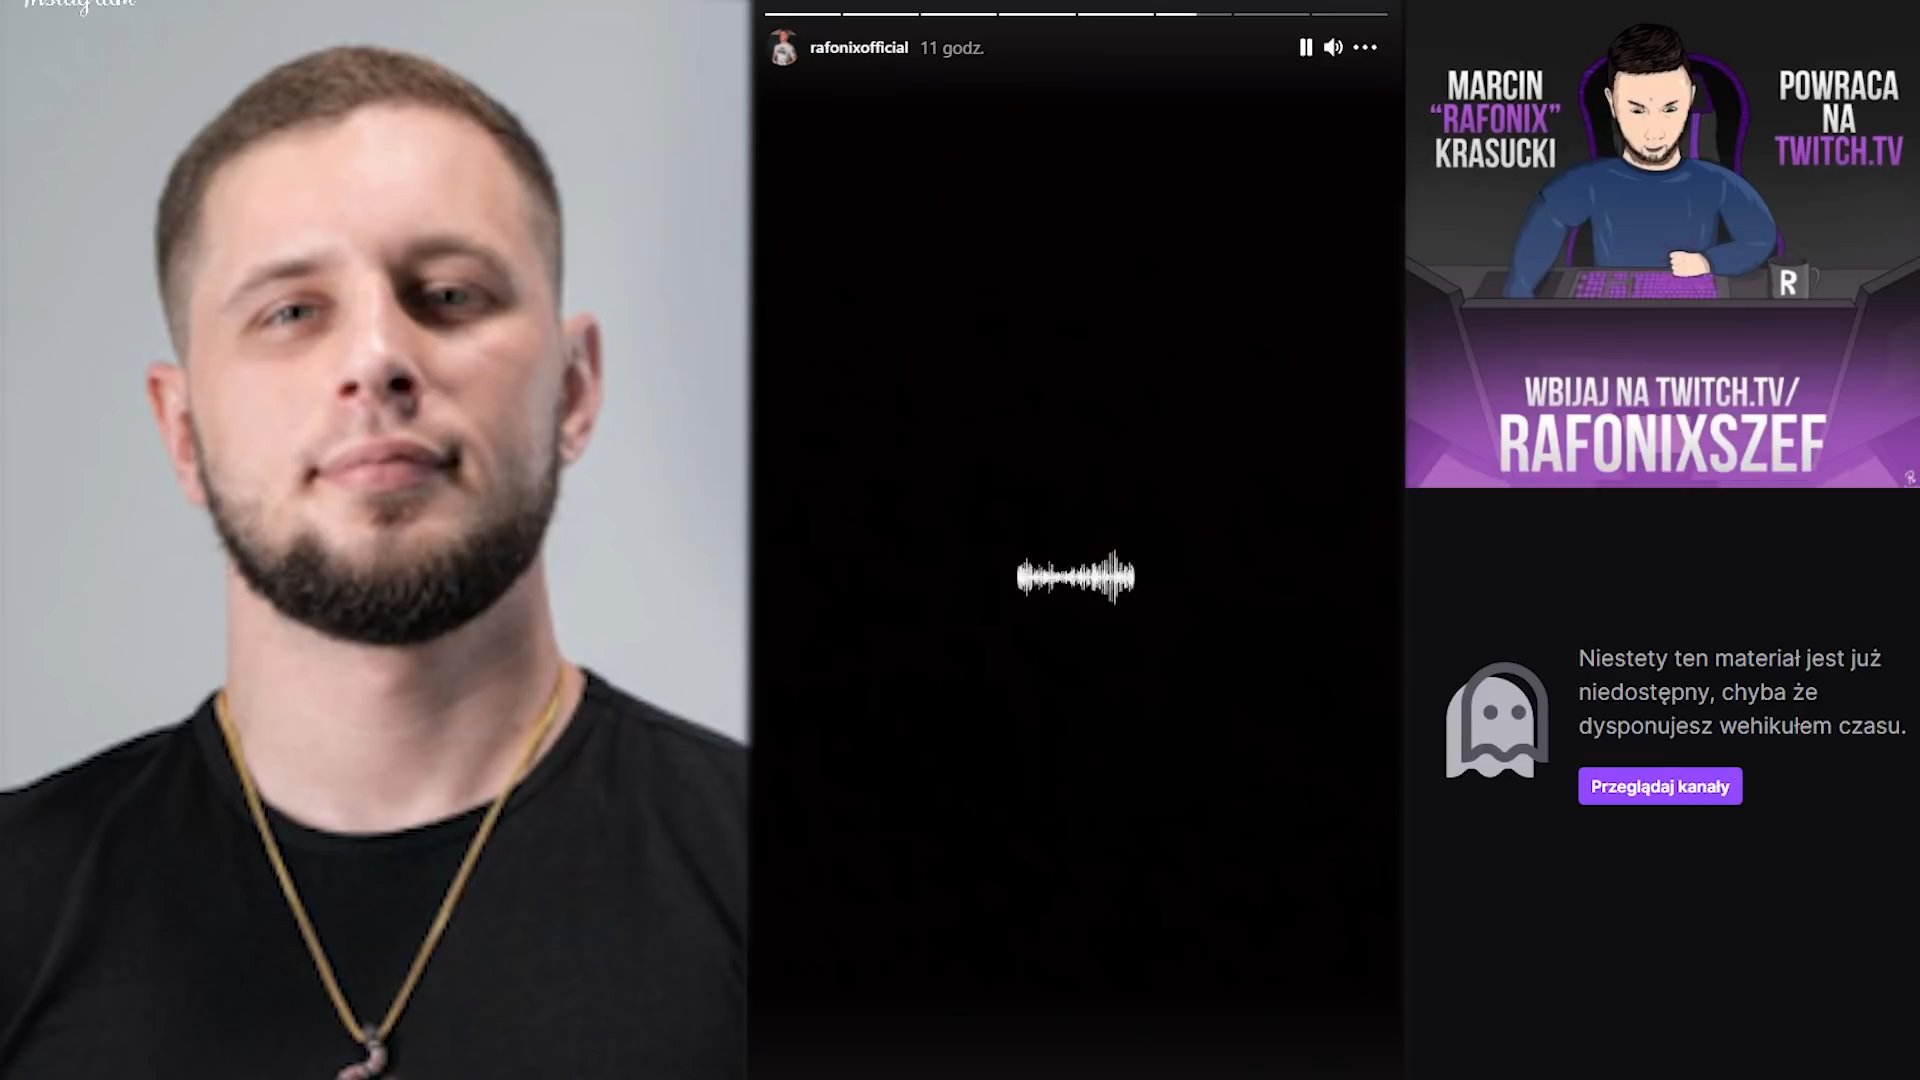 Instagram
rafonixofficial 11 godz.
MARCIN
“RAFONIX”
KRASUCKI
POWRACA
NA
TWITCH.TV
R
WBIJAJ NA TWITCH.TV/
RAFONIXSZEF
Niestety ten materiał jest już
niedostępny, chyba że
dysponujesz wehikułem czasu.
Przeglądaj kanały